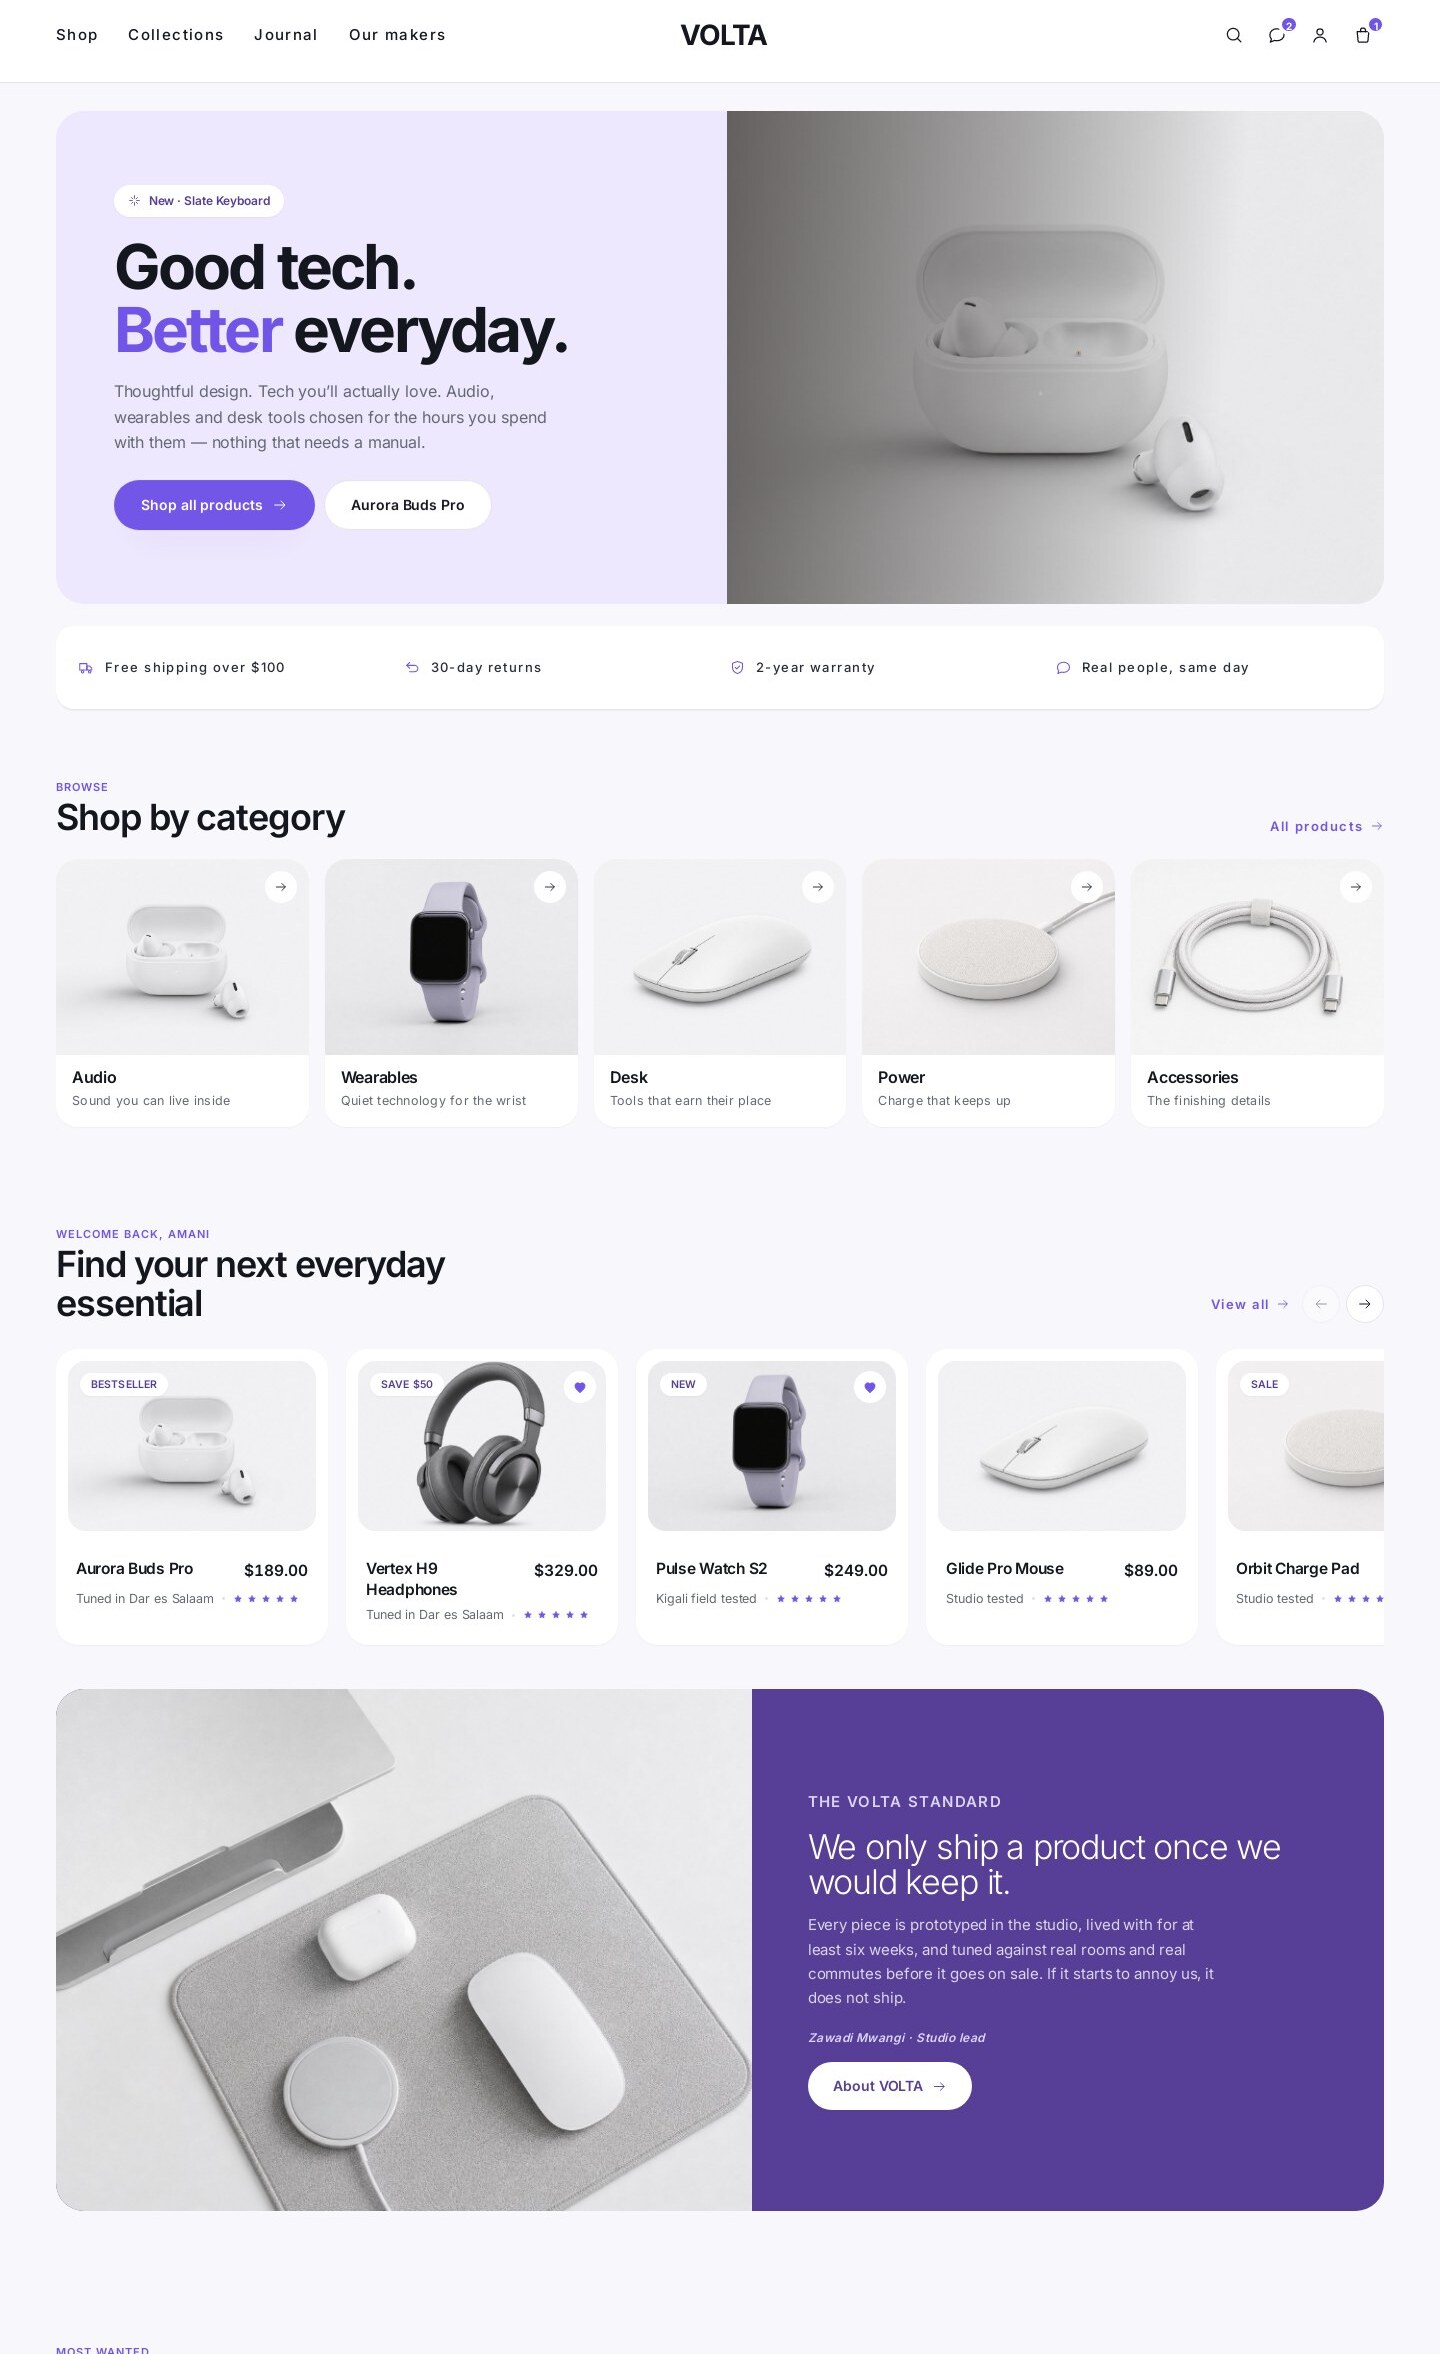 Shop Collections Journal Our makers VOLTA 2 1
New · Slate Keyboard
Good tech.
Better everyday.
Thoughtful design. Tech you’ll actually love. Audio,
wearables and desk tools chosen for the hours you spend
with them — nothing that needs a manual.
Shop all products Aurora Buds Pro
Free shipping over $100 30-day returns 2-year warranty Real people, same day
BROWSE
Shop by category
All products
Audio
Sound you can live inside
Wearables
Quiet technology for the wrist
Desk
Tools that earn their place
Power
Charge that keeps up
Accessories
The finishing details
WELCOME BACK, AMANI
Find your next everyday
essential
View all
BESTSELLER
Aurora Buds Pro $189.00
Tuned in Dar es Salaam ·
SAVE $50
Vertex H9 $329.00
Headphones
Tuned in Dar es Salaam ·
NEW
Pulse Watch S2 $249.00
Kigali field tested ·
Glide Pro Mouse $89.00
Studio tested ·
SALE
Orbit Charge Pad
Studio tested ·
THE VOLTA STANDARD
We only ship a product once we
would keep it.
Every piece is prototyped in the studio, lived with for at
least six weeks, and tuned against real rooms and real
commutes before it goes on sale. If it starts to annoy us, it
does not ship.
Zawadi Mwangi · Studio lead
About VOLTA
MOST WANTED